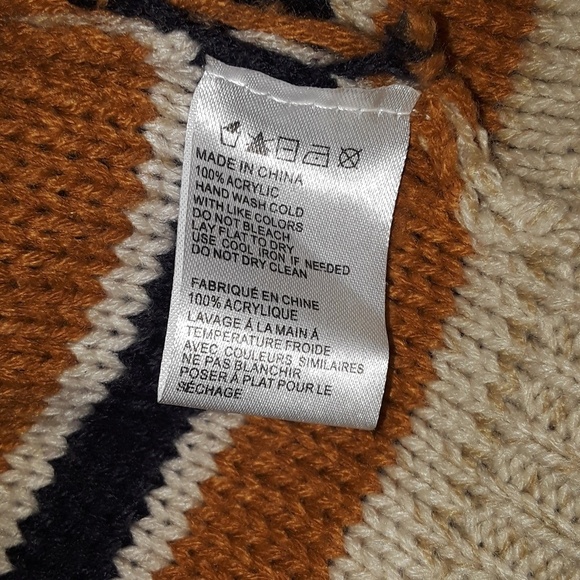 MADE IN CHINA
100% ACRYLIC
HAND WASH COLD
WITH LIKE COLORS
DO NOT BLEACH
LAY FLAT TO DRY
USE COOL IRON IF NEEDED
DO NOT DRY CLEAN
FABRIQUÉ EN CHINE
100% ACRYLIQUE
LAVAGE À LA MAIN À
TEMPÉRATURE FROIDE
AVEC COULEURS SIMILAIRES
NE PAS BLANCHIR
POSER À PLAT POUR LE
SÉCHAGE